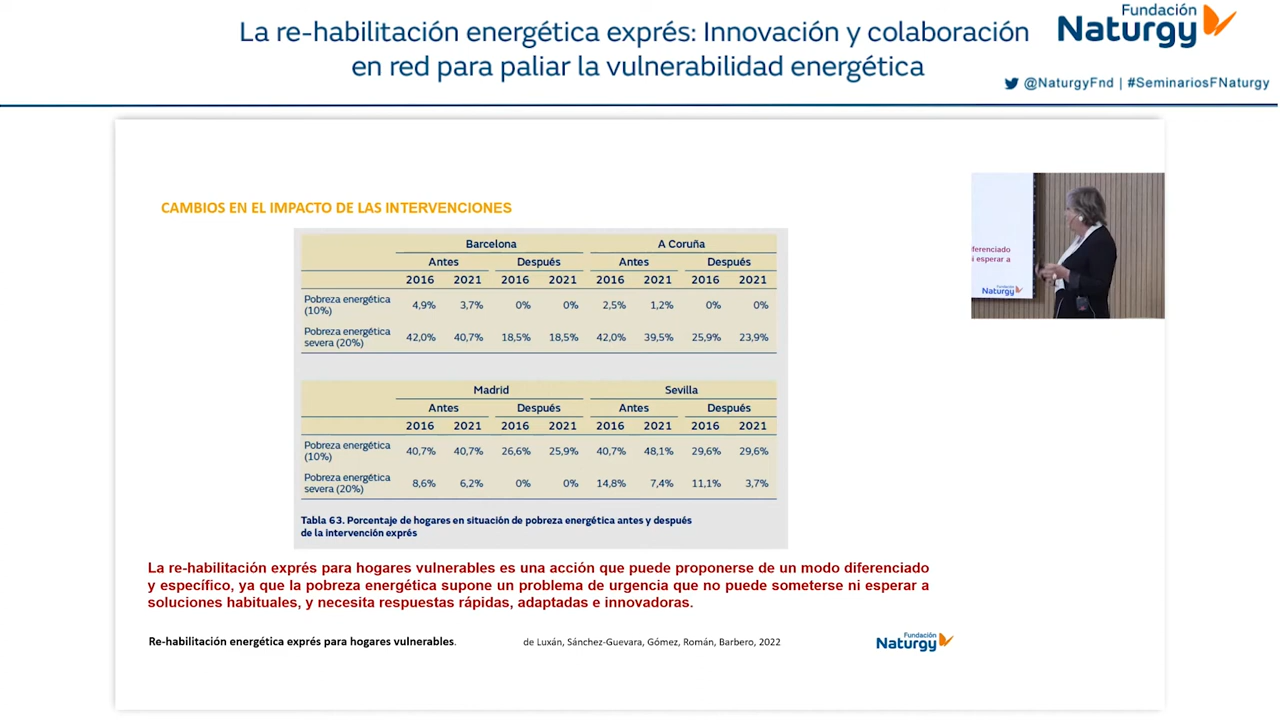 La re-habilitación energética exprés: Innovación y colaboración
en red para paliar la vulnerabilidad energética
Fundación
Naturgy
@NaturgyFnd | #SeminariosFNaturgy
CAMBIOS EN EL IMPACTO DE LAS INTERVENCIONES
Barcelona A Coruña
Antes Después Antes Después
2016 2021 2016 2021 2016 2021 2016 2021
Pobreza energética
(10%) 4,9% 3,7% 0% 0% 2,5% 1,2% 0% 0%
Pobreza energética
severa (20%) 42,0% 40,7% 18,5% 18,5% 42,0% 39,5% 25,9% 23,9%
Madrid Sevilla
Antes Después Antes Después
2016 2021 2016 2021 2016 2021 2016 2021
Pobreza energética
(10%) 40,7% 40,7% 26,6% 25,9% 40,7% 48,1% 29,6% 29,6%
Pobreza energética
severa (20%) 8,6% 6,2% 0% 0% 14,8% 7,4% 11,1% 3,7%
Tabla 63. Porcentaje de hogares en situación de pobreza energética antes y después
de la intervención exprés
ferenciado
ni esperar a
Naturgy
La re-habilitación exprés para hogares vulnerables es una acción que puede proponerse de un modo diferenciado
y específico, ya que la pobreza energética supone un problema de urgencia que no puede someterse ni esperar a
soluciones habituales, y necesita respuestas rápidas, adaptadas e innovadoras.
Re-habilitación energética exprés para hogares vulnerables.
de Luxán, Sánchez-Guevara, Gómez, Román, Barbero, 2022
Fundación
Naturgy